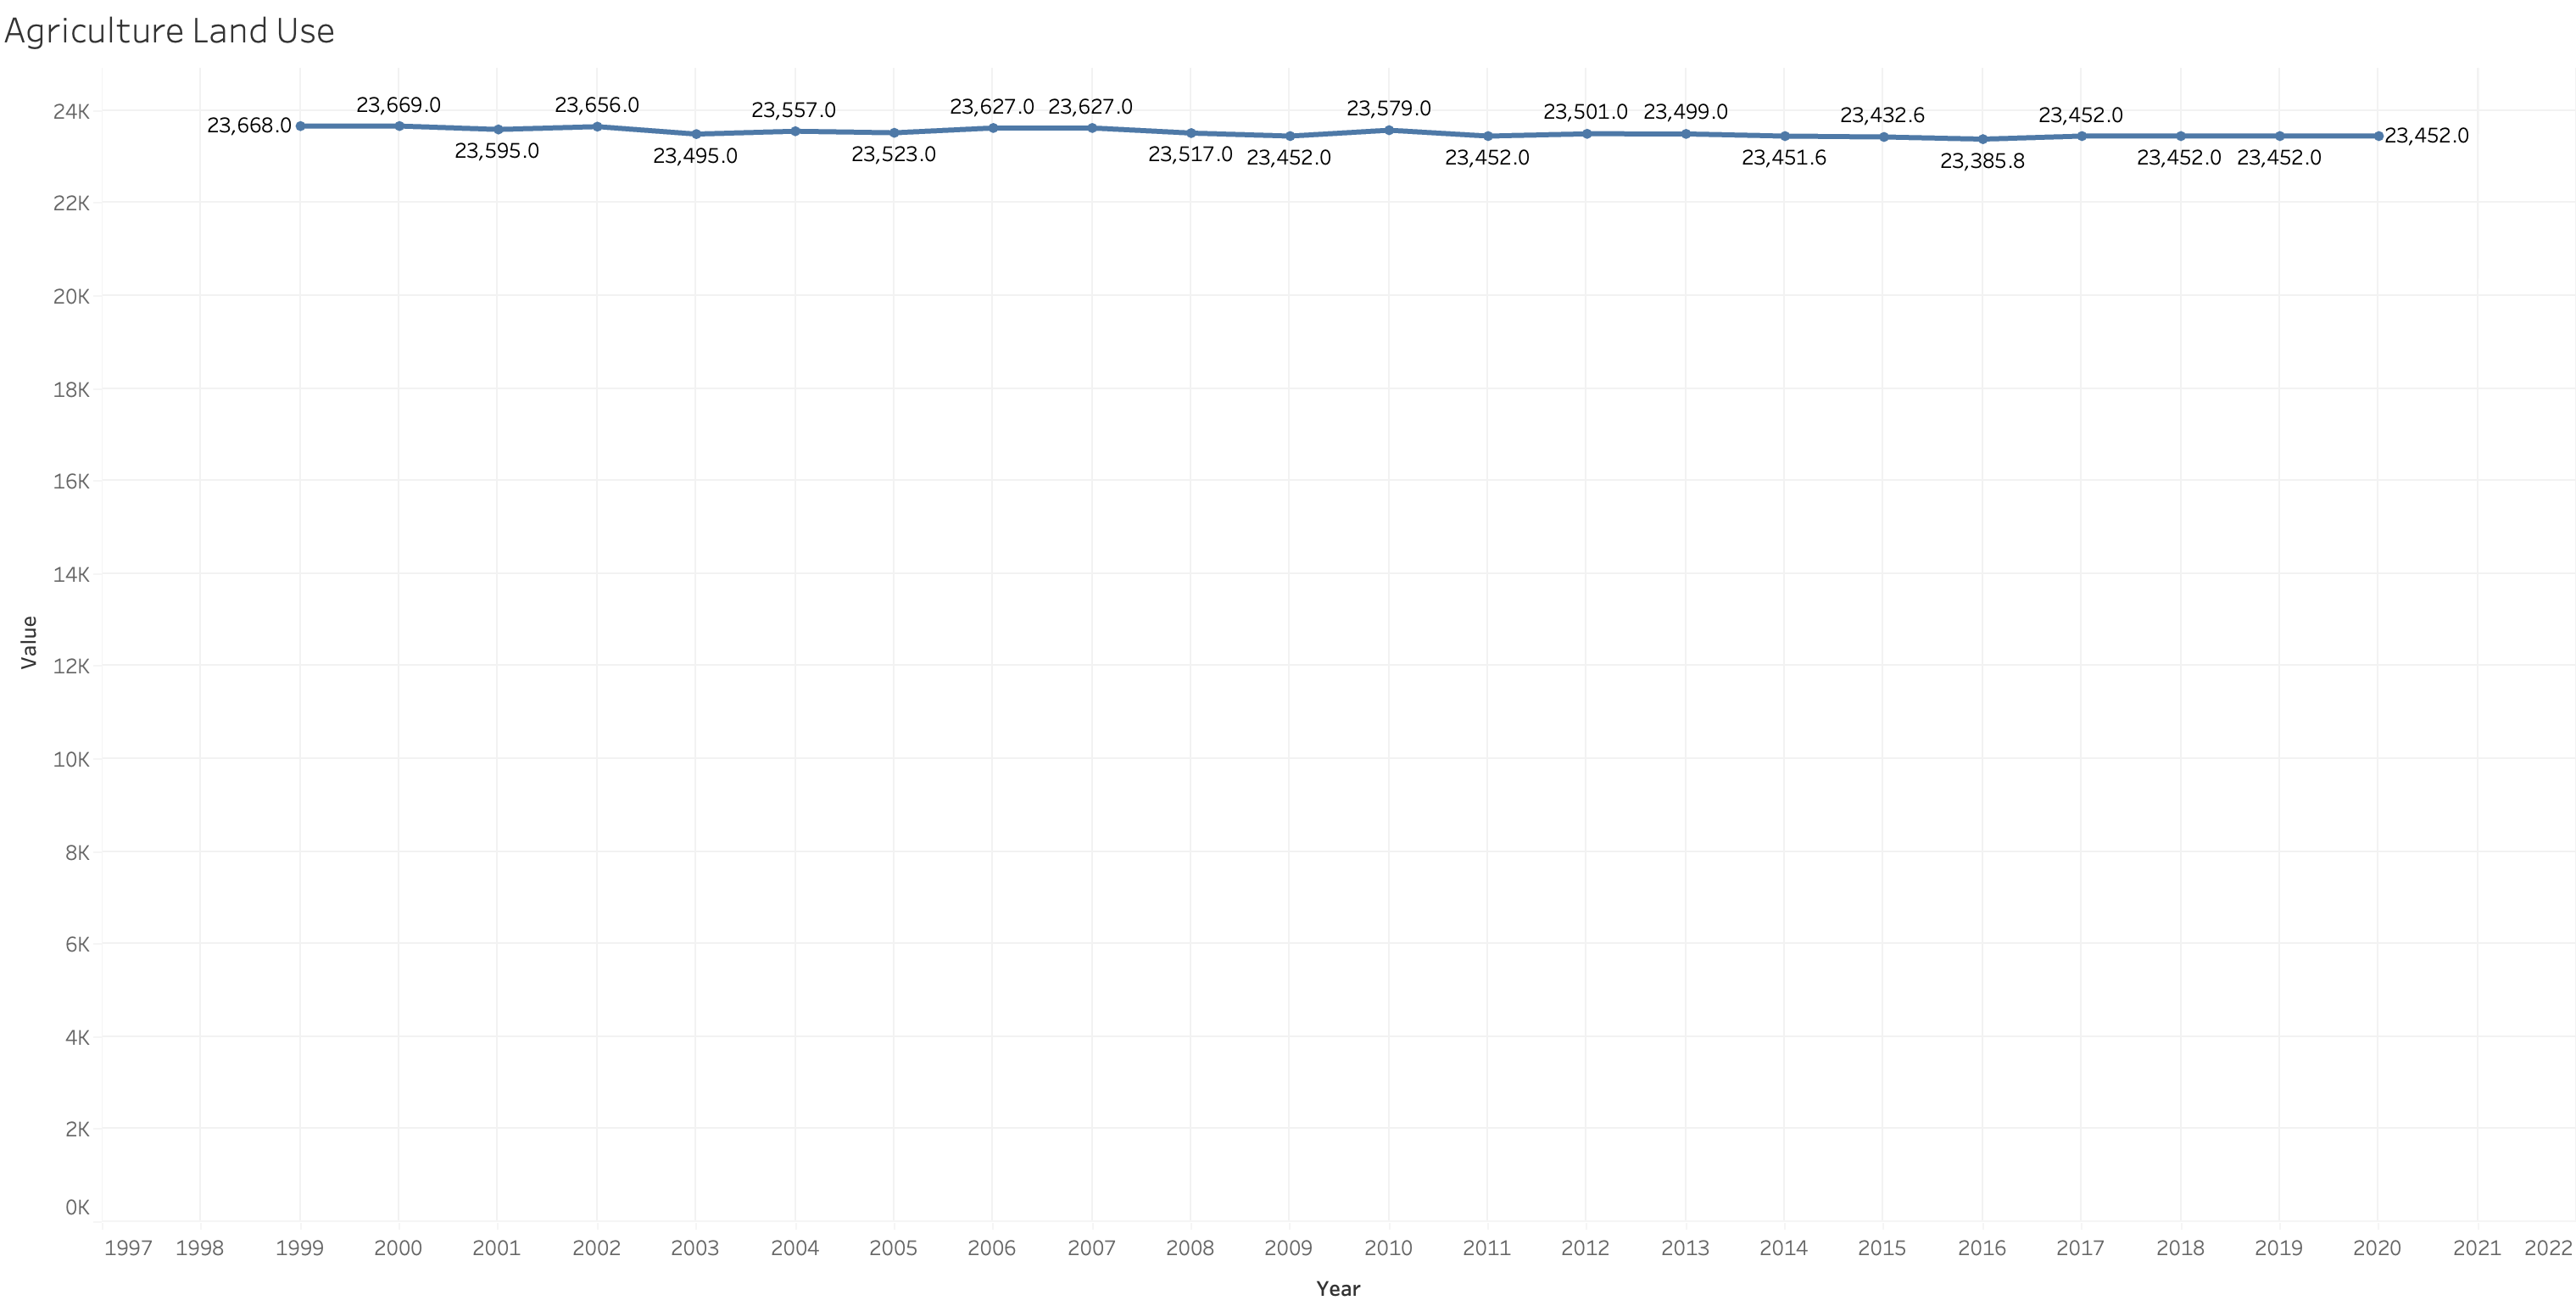 Agriculture Land Use
24K
22K
20K
18K
16K
14K
12K
10K
8K
6K
4K
2K
0K
Value
23,668.0
23,669.0
23,595.0
23,656.0
23,495.0
23,557.0
23,523.0
23,627.0
23,627.0
23,517.0
23,452.0
23,579.0
23,452.0
23,501.0
23,499.0
23,451.6
23,432.6
23,385.8
23,452.0
23,452.0
23,452.0
23,452.0
1997 1998 1999 2000 2001 2002 2003 2004 2005 2006 2007 2008 2009 2010 2011 2012 2013 2014 2015 2016 2017 2018 2019 2020 2021 2022
Year